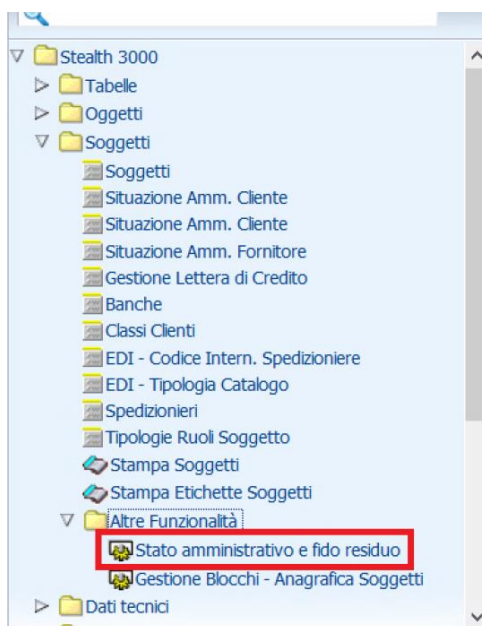 Stealth 3000
Tabelle
Oggetti
Soggetti
Soggetti
Situazione Amm. Cliente
Situazione Amm. Cliente
Situazione Amm. Fornitore
Gestione Lettera di Credito
Banche
Classi Clienti
EDI - Codice Intern. Spedizioniere
EDI - Tipologia Catalogo
Spedizionieri
Tipologie Ruoli Soggetto
Stampa Soggetti
Stampa Etichette Soggetti
Altre Funzionalità
Stato amministrativo e fido residuo
Gestione Blocchi - Anagrafica Soggetti
Dati tecnici